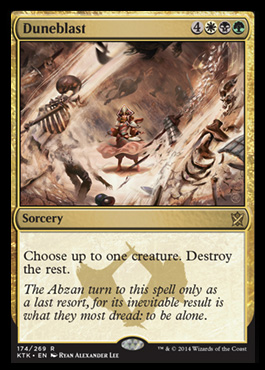 Duneblast 4
Sorcery
Choose up to one creature. Destroy
the rest.
The Abzan turn to this spell only as
a last resort, for its inevitable result is
what they most dread: to be alone.
174/269 R
KTK • EN RYAN ALEXANDER LEE ™ & © 2014 Wizards of the Coast